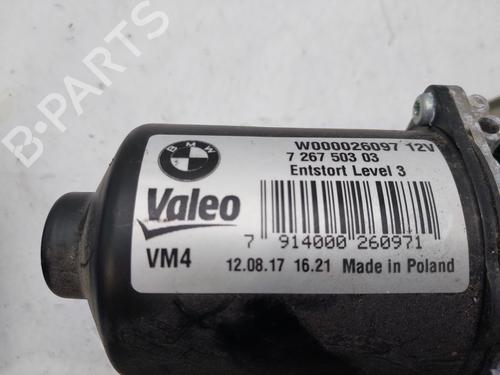 B-PARTS
BMW
W000026097 12V
7 267 503 03
Entstort Level 3
Valeo
7 914000 260971
VM4 12.08.17 16.21 Made in Poland